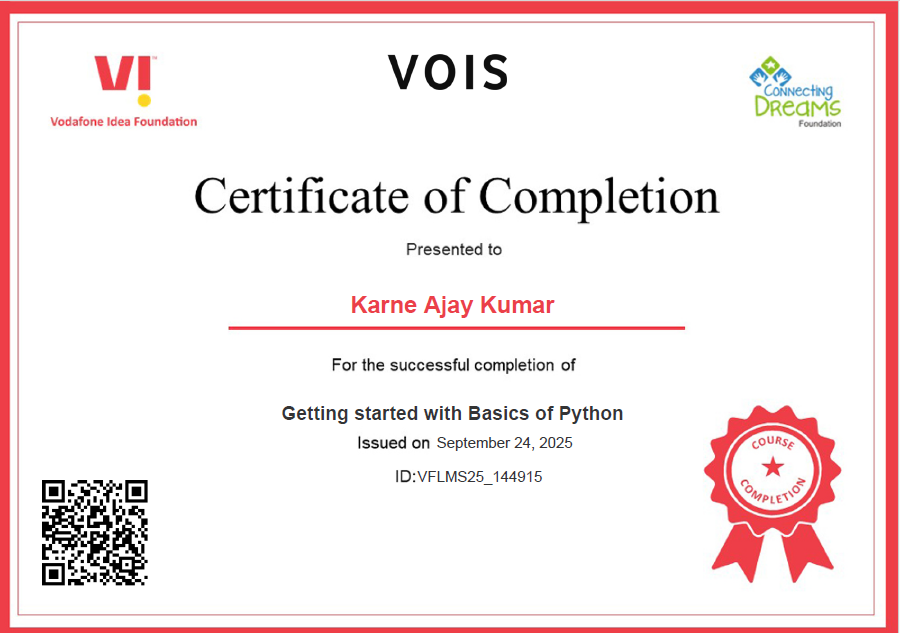 VI™
Vodafone Idea Foundation
VOIS
Connecting
Dreams
Foundation
Certificate of Completion
Presented to
Karne Ajay Kumar
For the successful completion of
Getting started with Basics of Python
Issued on September 24, 2025
ID:VFLMS25_144915
COURSE
COMPLETION